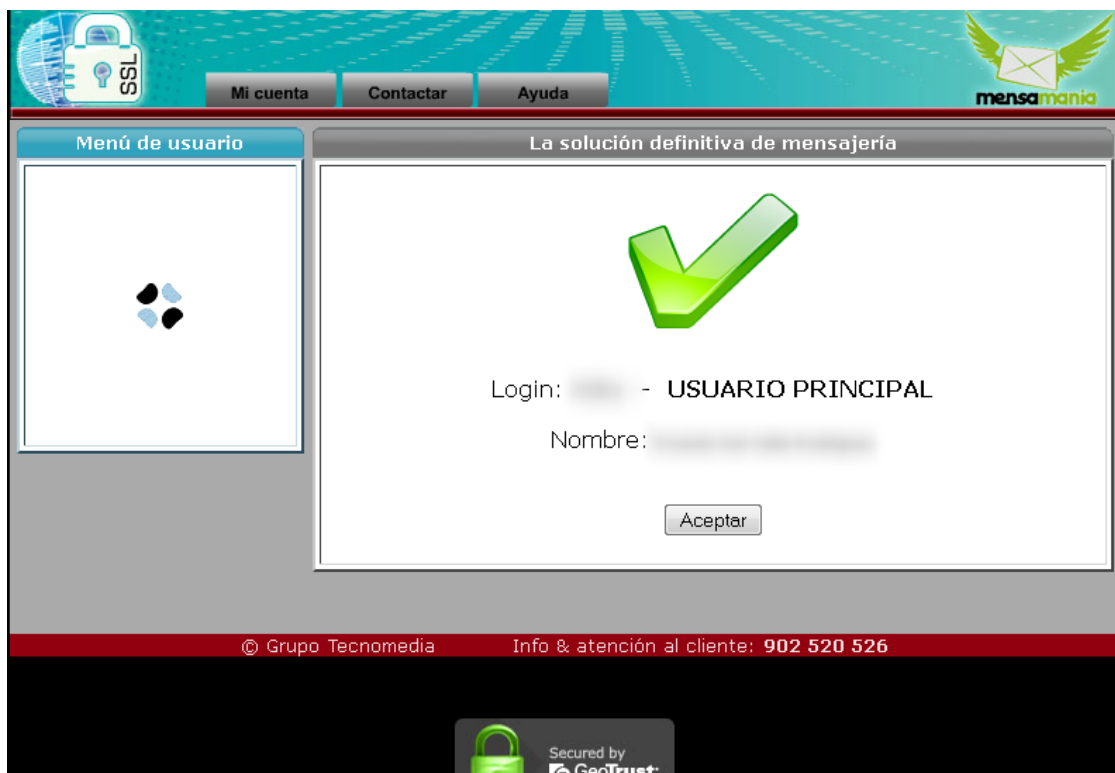 SSL
Mi cuenta Contactar Ayuda
mensamania
Menú de usuario
La solución definitiva de mensajería
Login: - USUARIO PRINCIPAL
Nombre:
Aceptar
© Grupo Tecnomedia Info & atención al cliente: 902 520 526
Secured by
GeoTrust